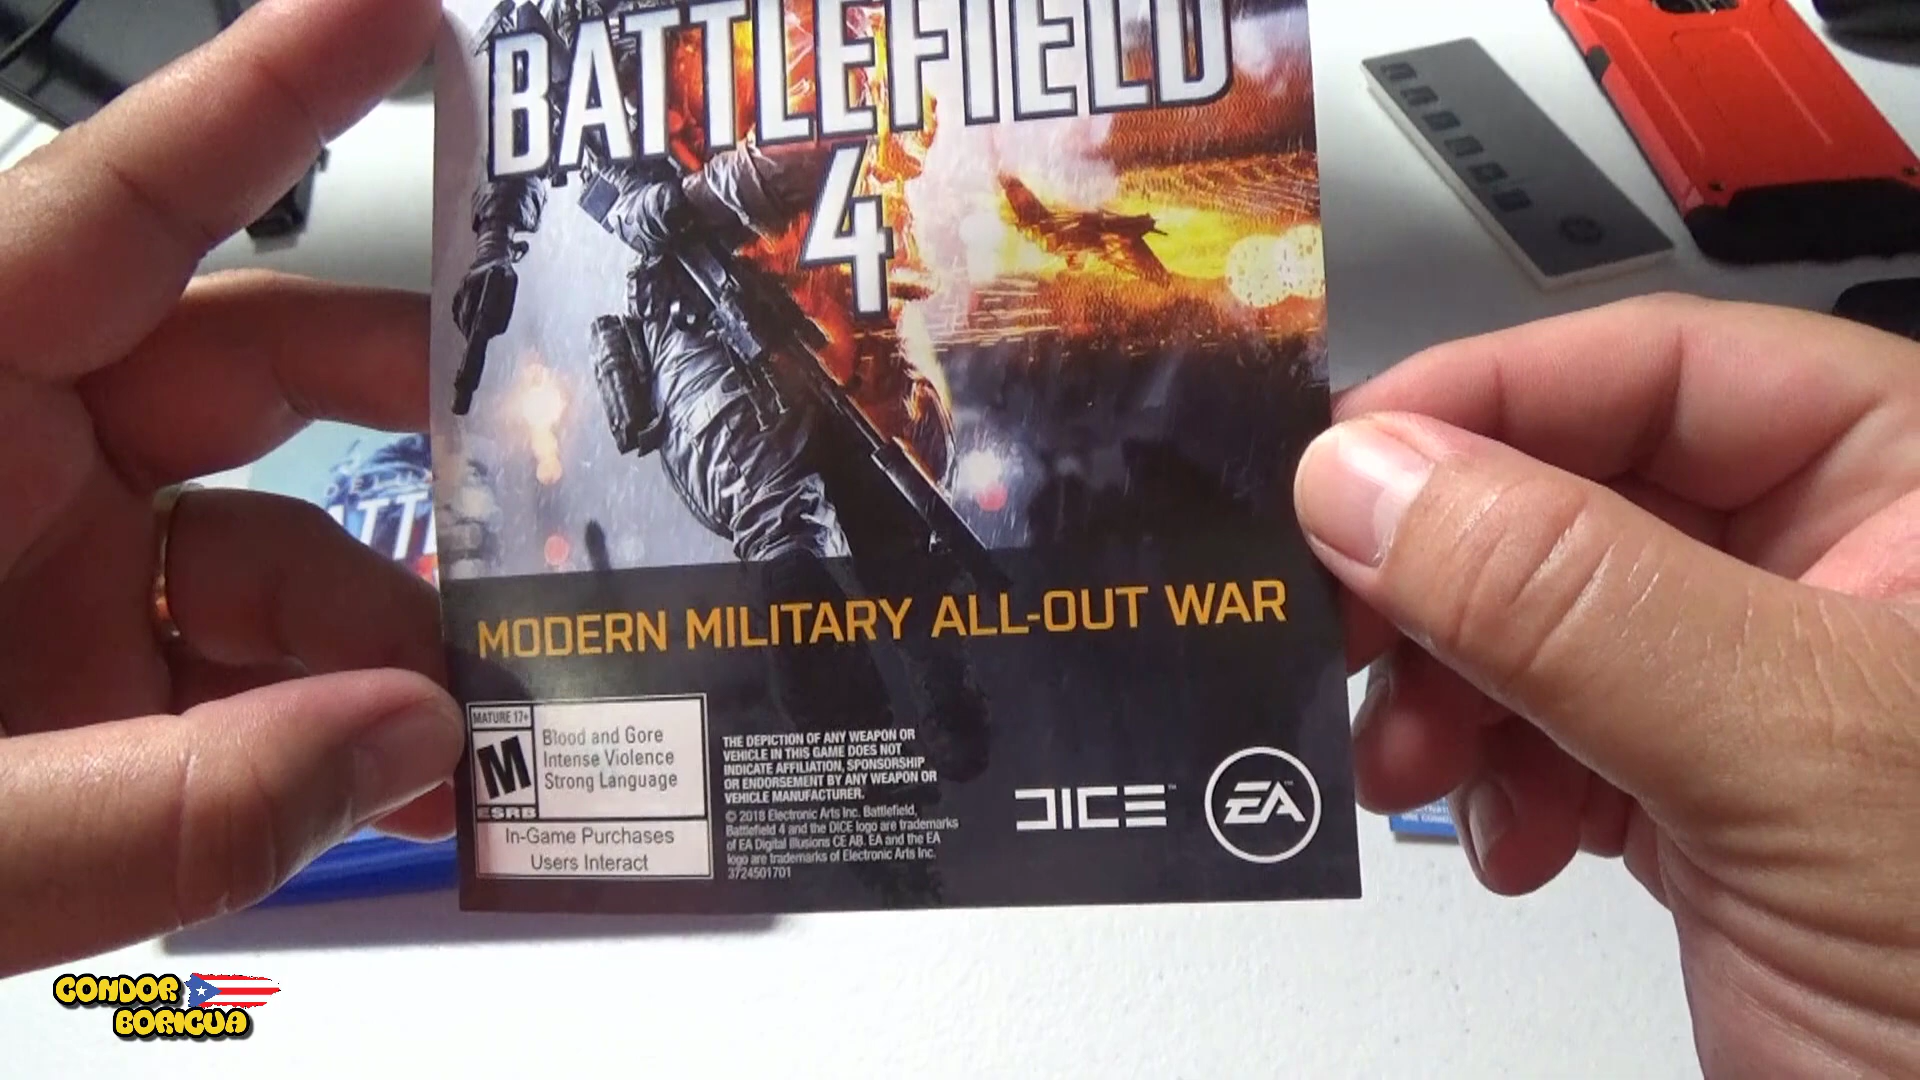 BATTLEFIELD
4
MODERN MILITARY ALL-OUT WAR
MATURE 17+
M
ESRB
Blood and Gore
Intense Violence
Strong Language
In-Game Purchases
Users Interact
THE DEPICTION OF ANY WEAPON OR
VEHICLE IN THIS GAME DOES NOT
INDICATE AFFILIATION, SPONSORSHIP
OR ENDORSEMENT BY ANY WEAPON OR
VEHICLE MANUFACTURER.
© 2018 Electronic Arts Inc. Battlefield,
Battlefield 4 and the DICE logo are trademarks
of EA Digital Illusions CE AB. EA and the EA
logo are trademarks of Electronic Arts Inc.
3724501701
DICE™
EA™
CONDOR
BORICUA